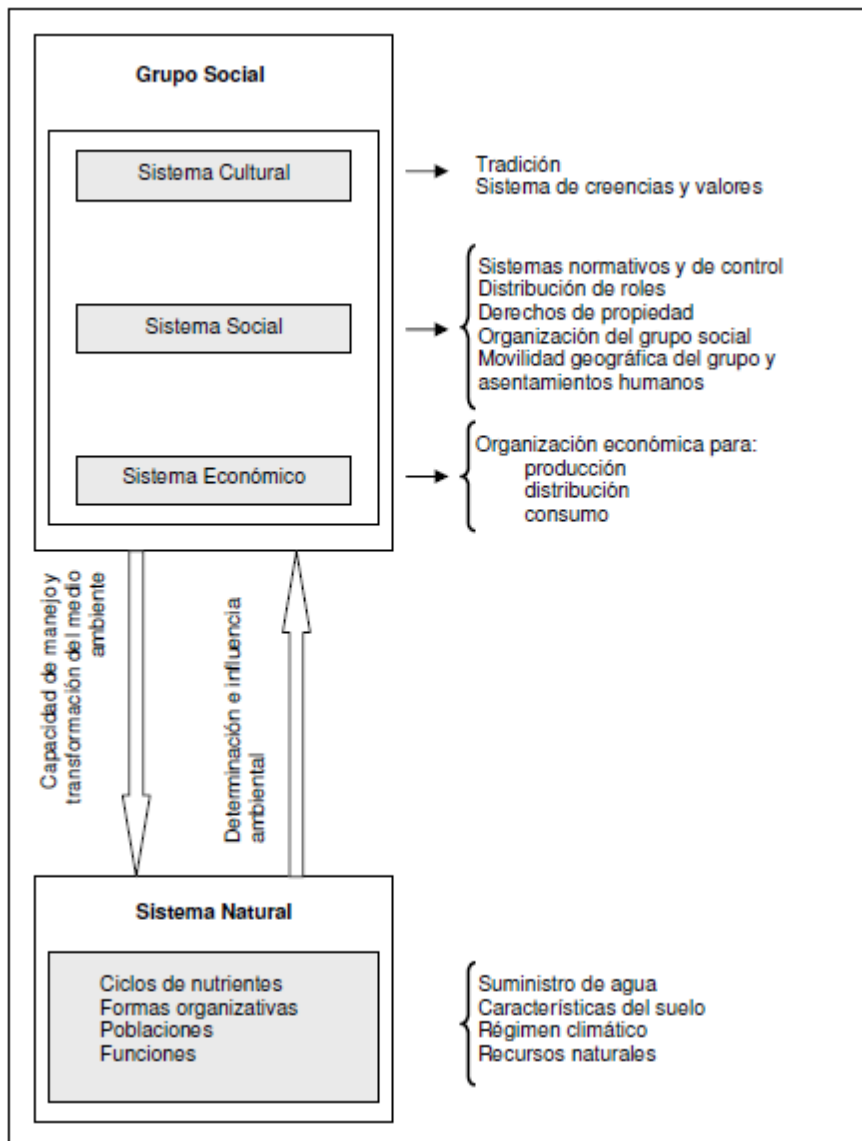 Grupo Social
Sistema Cultural
Tradición
Sistema de creencias y valores
Sistema Social
Sistemas normativos y de control
Distribución de roles
Derechos de propiedad
Organización del grupo social
Movilidad geográfica del grupo y
asentamientos humanos
Sistema Económico
Organización económica para:
producción
distribución
consumo
Capacidad de manejo y
transformación del medio
ambiente
Determinación e influencia
ambiental
Sistema Natural
Ciclos de nutrientes
Formas organizativas
Poblaciones
Funciones
Suministro de agua
Características del suelo
Régimen climático
Recursos naturales